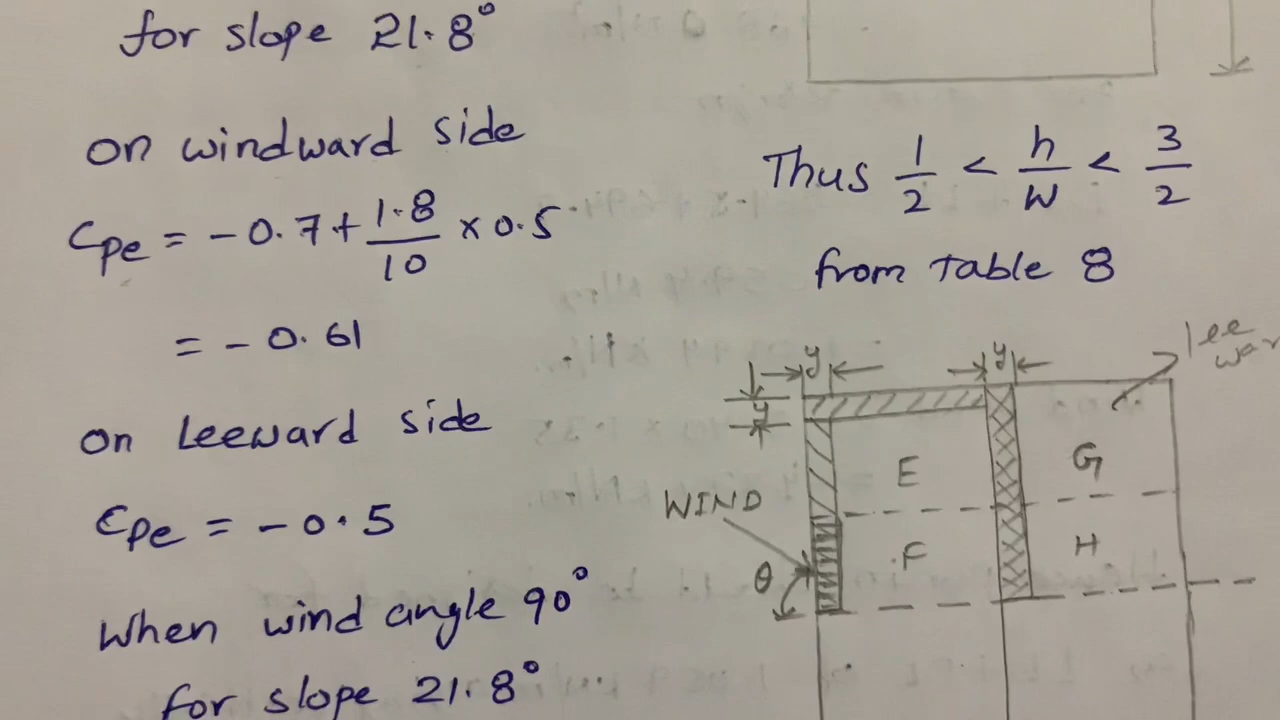 for slope 21.8°
on windward side
Cpe = -0.7 + 1.8/10 × 0.5
= -0.61
on Leeward side
Cpe = -0.5
When wind angle 90°
for slope 21.8°
Thus 1/2 < h/w < 3/2
from Table 8
lee
y y
y
E G
WIND
F H
θ